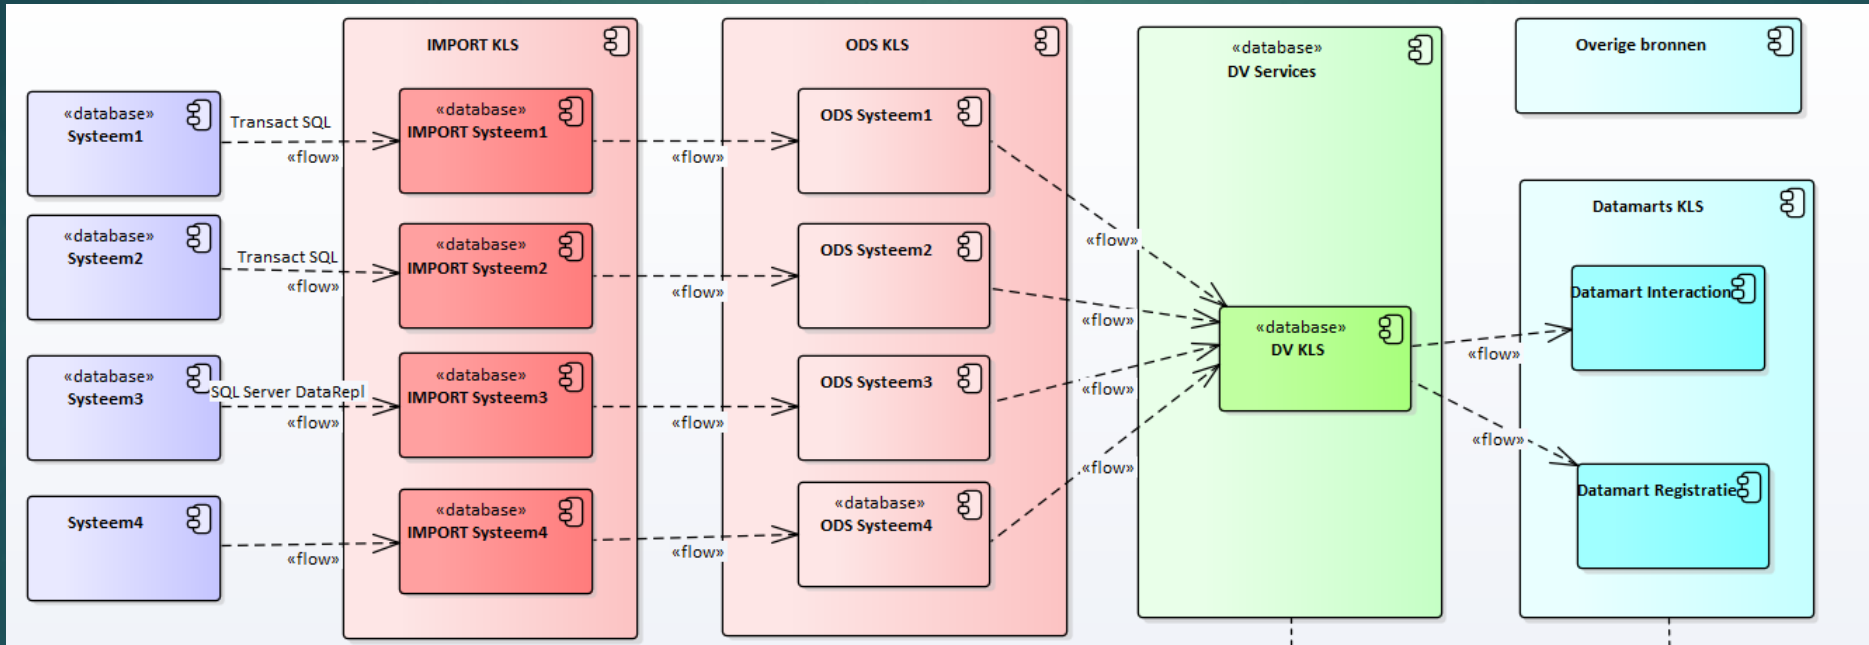 IMPORT KLS
ODS KLS
«database»
DV Services
Overige bronnen
«database»
Systeem1
Transact SQL
«flow»
«database»
IMPORT Systeem1
«flow»
ODS Systeem1
«flow»
«database»
Systeem2
Transact SQL
«flow»
«database»
IMPORT Systeem2
«flow»
ODS Systeem2
«flow»
«database»
Systeem3
SQL Server DataRepl
«flow»
«database»
IMPORT Systeem3
«flow»
ODS Systeem3
«flow»
Systeem4
«flow»
«database»
IMPORT Systeem4
«flow»
«database»
ODS Systeem4
«flow»
«database»
DV KLS
«flow»
«flow»
Datamarts KLS
Datamart Interaction
Datamart Registratie